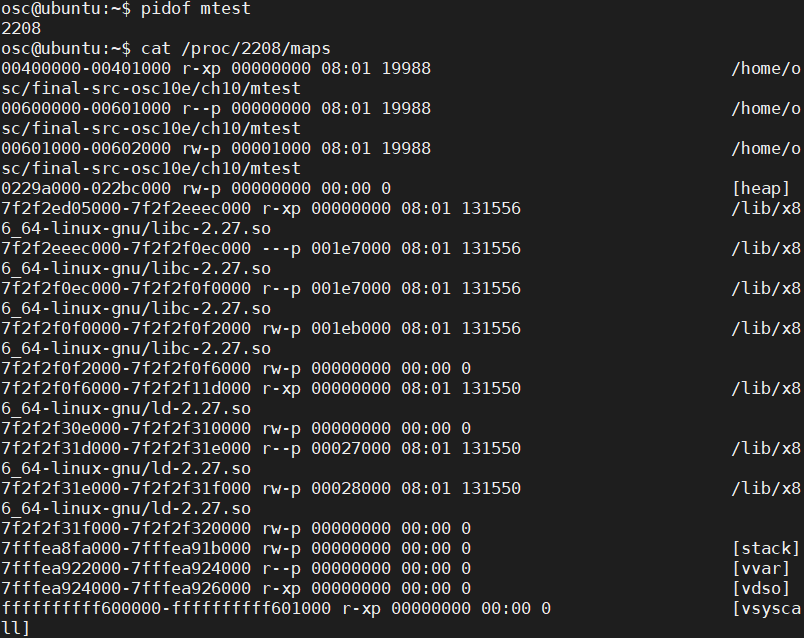 osc@ubuntu:~$ pidof mtest
2208
osc@ubuntu:~$ cat /proc/2208/maps
00400000-00401000 r-xp 00000000 08:01 19988                              /home/o
sc/final-src-osc10e/ch10/mtest
00600000-00601000 r--p 00000000 08:01 19988                              /home/o
sc/final-src-osc10e/ch10/mtest
00601000-00602000 rw-p 00001000 08:01 19988                              /home/o
sc/final-src-osc10e/ch10/mtest
0229a000-022bc000 rw-p 00000000 00:00 0                                  [heap]
7f2f2ed05000-7f2f2eeec000 r-xp 00000000 08:01 131556                     /lib/x8
6_64-linux-gnu/libc-2.27.so
7f2f2eeec000-7f2f2f0ec000 ---p 001e7000 08:01 131556                     /lib/x8
6_64-linux-gnu/libc-2.27.so
7f2f2f0ec000-7f2f2f0f0000 r--p 001e7000 08:01 131556                     /lib/x8
6_64-linux-gnu/libc-2.27.so
7f2f2f0f0000-7f2f2f0f2000 rw-p 001eb000 08:01 131556                     /lib/x8
6_64-linux-gnu/libc-2.27.so
7f2f2f0f2000-7f2f2f0f6000 rw-p 00000000 00:00 0
7f2f2f0f6000-7f2f2f11d000 r-xp 00000000 08:01 131550                     /lib/x8
6_64-linux-gnu/ld-2.27.so
7f2f2f30e000-7f2f2f310000 rw-p 00000000 00:00 0
7f2f2f31d000-7f2f2f31e000 r--p 00027000 08:01 131550                     /lib/x8
6_64-linux-gnu/ld-2.27.so
7f2f2f31e000-7f2f2f31f000 rw-p 00028000 08:01 131550                     /lib/x8
6_64-linux-gnu/ld-2.27.so
7f2f2f31f000-7f2f2f320000 rw-p 00000000 00:00 0
7fffea8fa000-7fffea91b000 rw-p 00000000 00:00 0                          [stack]
7fffea922000-7fffea924000 r--p 00000000 00:00 0                          [vvar]
7fffea924000-7fffea926000 r-xp 00000000 00:00 0                          [vdso]
ffffffffff600000-ffffffffff601000 r-xp 00000000 00:00 0                  [vsysca
ll]